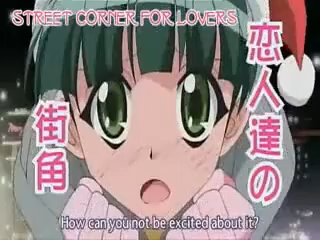 STREET CORNER FOR LOVERS
恋人達の
街角
How can you not be excited about it?